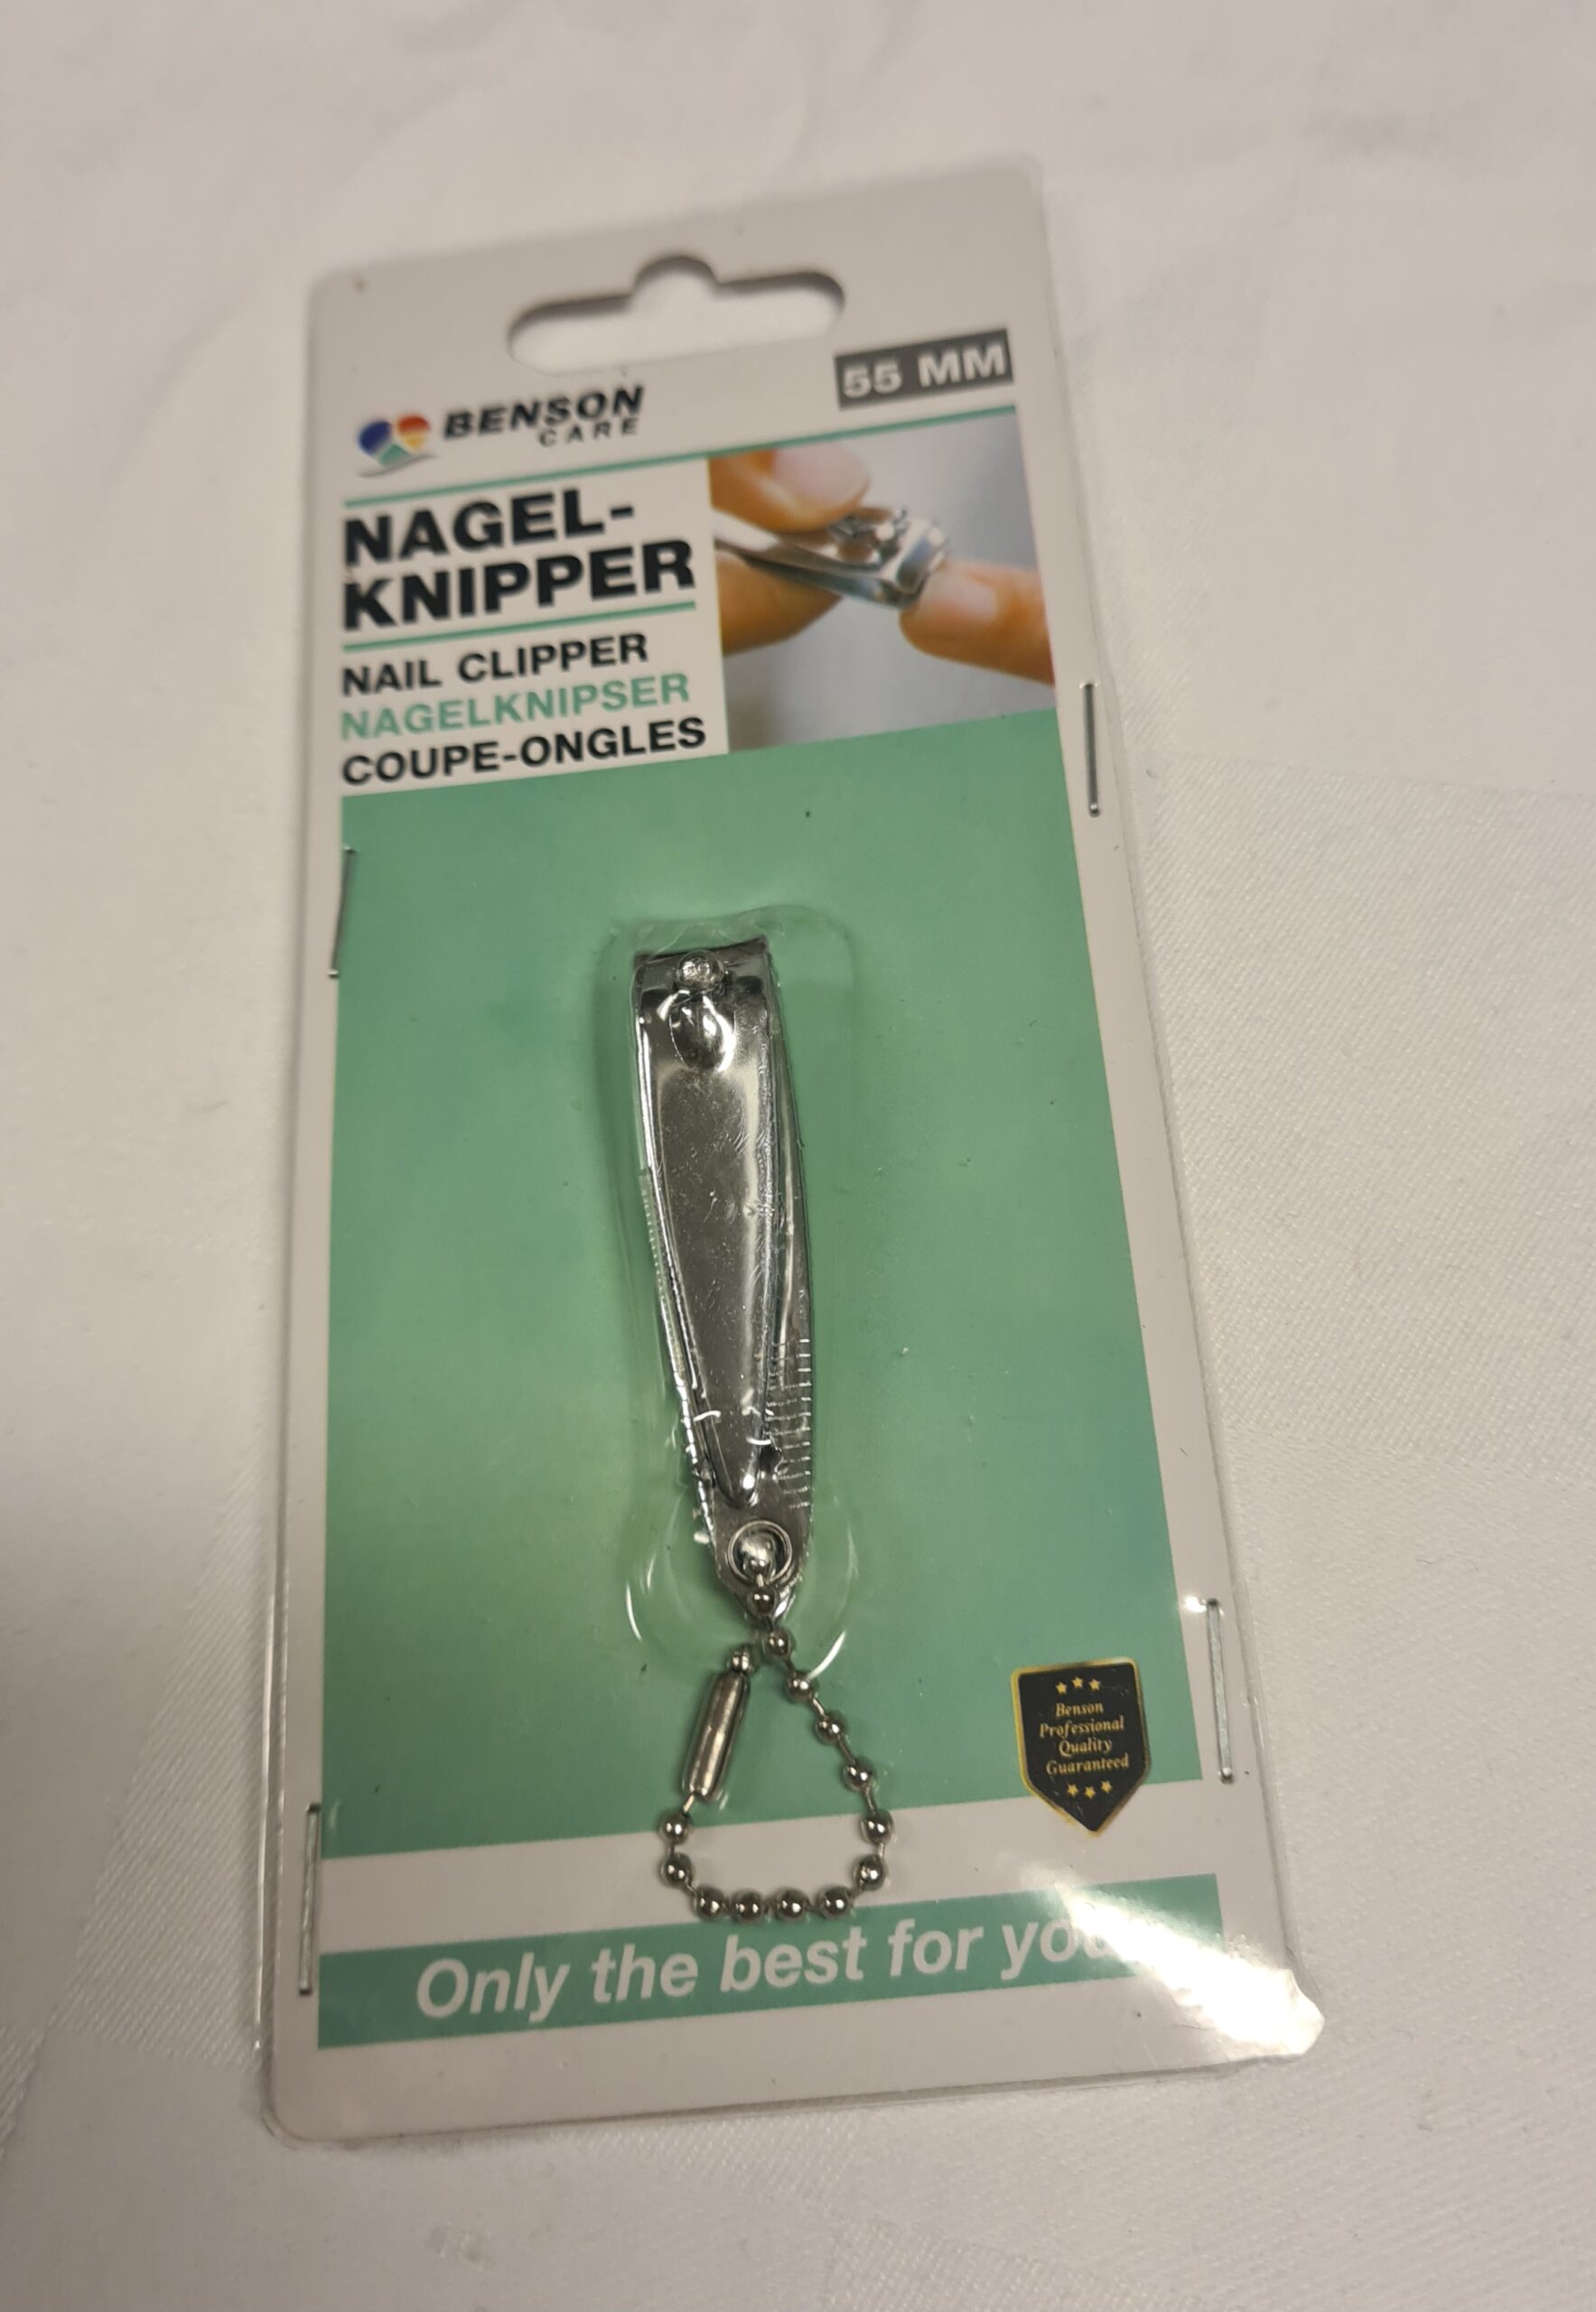 55 MM
BENSON
CARE
NAGEL-
KNIPPER
NAIL CLIPPER
NAGELKNIPSER
COUPE-ONGLES
Benson
Professional
Quality
Guaranteed
Only the best for you